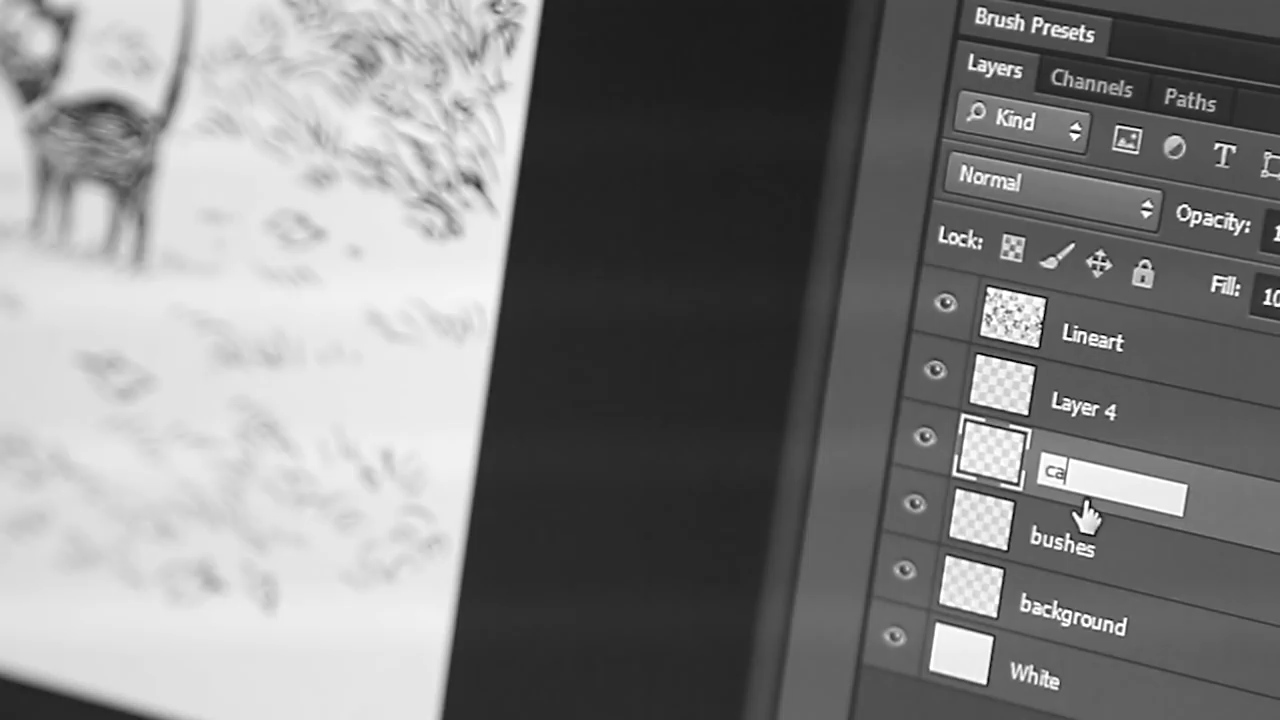 Brush Presets
Layers Channels Paths
Kind
Normal Opacity:
Lock: Fill:
Lineart
Layer 4
ca
bushes
background
White